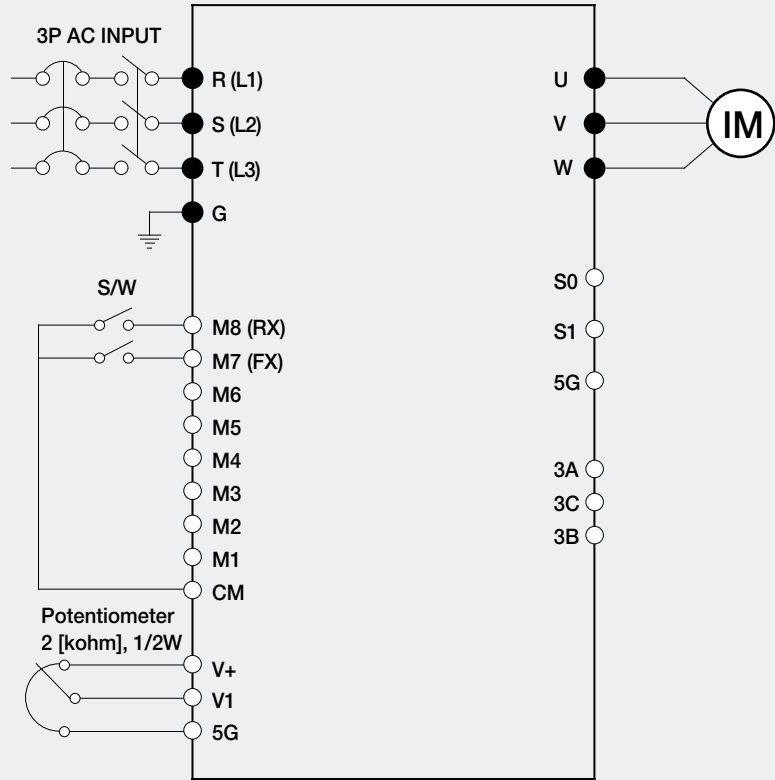 3P AC INPUT
R (L1)
S (L2)
T (L3)
G
S/W
M8 (RX)
M7 (FX)
M6
M5
M4
M3
M2
M1
CM
Potentiometer
2 [kohm], 1/2W
V+
V1
5G
U
V
W
IM
S0
S1
5G
3A
3C
3B